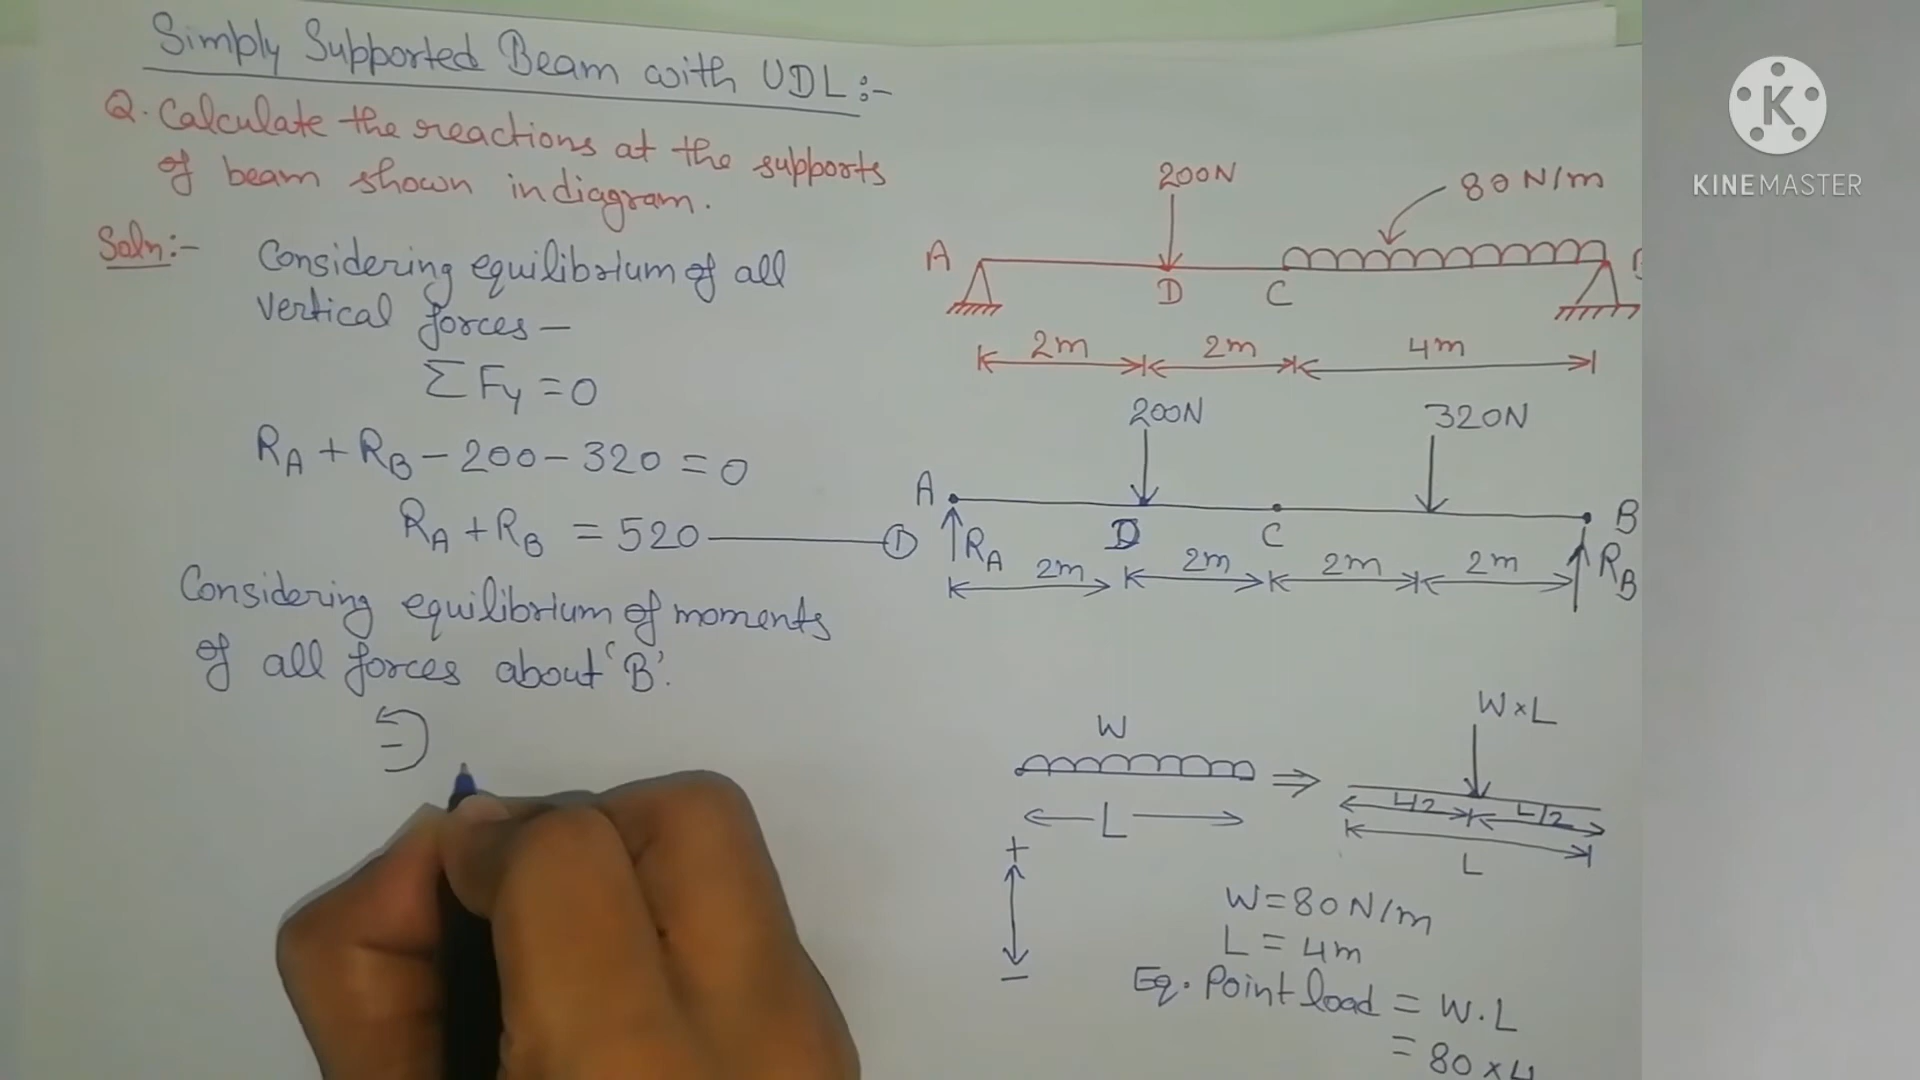 Simply Supported Beam with UDL:-
Q. Calculate the reactions at the supports
of beam shown in diagram.
Soln:-
Considering equilibrium of all
vertical forces—
ΣFy = 0
RA + RB - 200 - 320 = 0
RA + RB = 520 ——— ①
Considering equilibrium of moments
of all forces about 'B'.
200N
80 N/m
A
D
C
2m 2m 4m
200N 320N
A
D
C
B
RA
RB
2m 2m 2m 2m
W
L
⇒
W×L
L/2 L/2
L
+
-
W = 80 N/m
L = 4m
Eq. Point load = W.L
= 80 × 4
K
KINEMASTER